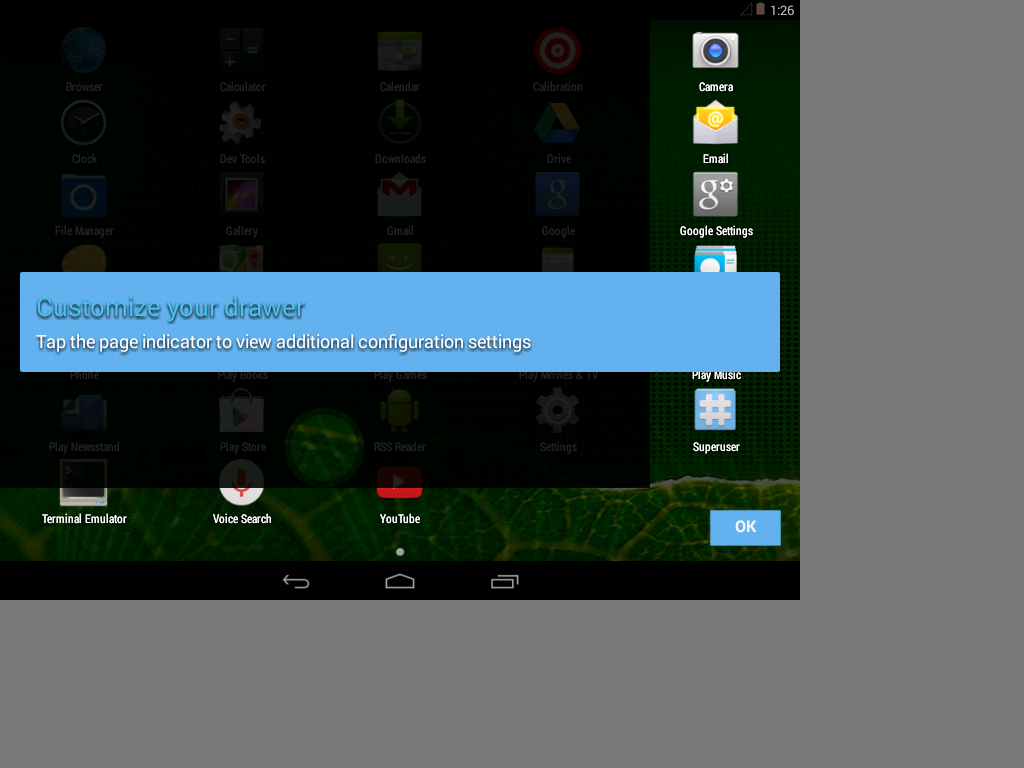 1:26
Browser
Calculator
Calendar
Calibration
Camera
Clock
Dev Tools
Downloads
Drive
Email
File Manager
Gallery
Gmail
Google
Google Settings
Customize your drawer
Tap the page indicator to view additional configuration settings
Phone
Play Books
Play Games
Play Movies & TV
Play Music
Play Newsstand
Play Store
RSS Reader
Settings
Superuser
Terminal Emulator
Voice Search
YouTube
OK